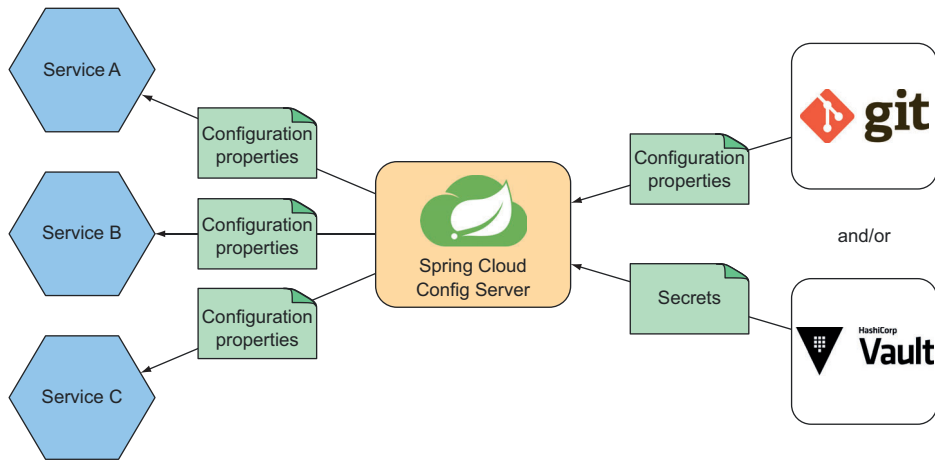 Service A
Configuration
properties
Service B
Configuration
properties
Service C
Configuration
properties
Spring Cloud
Config Server
Configuration
properties
Secrets
git
and/or
HashiCorp
Vault